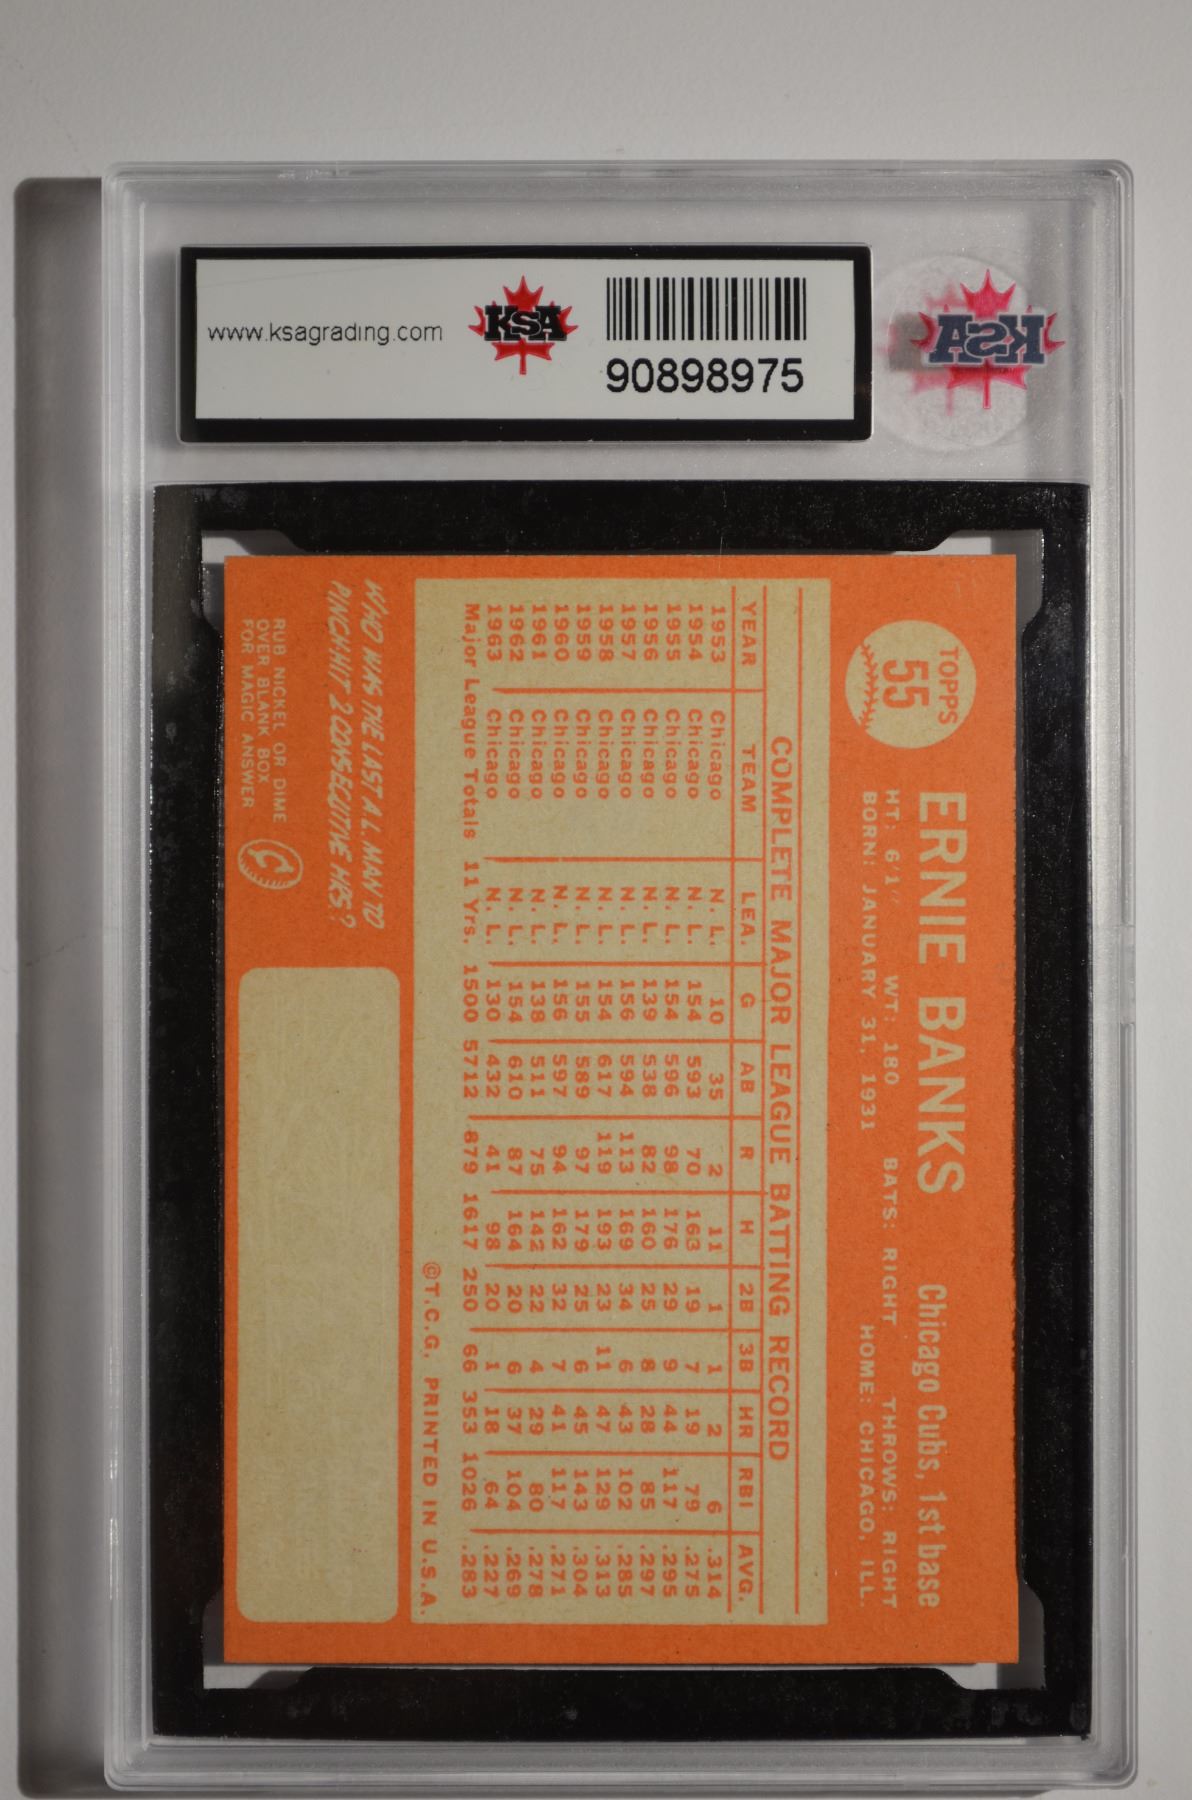 www.ksagrading.com
KSA
90898975
KSA
TOPPS
55
ERNIE BANKS
Chicago Cubs, 1st base
HT: 6'1" WT: 180 BATS: RIGHT THROWS: RIGHT
BORN: JANUARY 31, 1931 HOME: CHICAGO, ILL.
COMPLETE MAJOR LEAGUE BATTING RECORD
YEAR TEAM LEA. G AB R H 2B 3B HR RBI AVG.
1953 Chicago N. L. 10 35 2 11 1 1 2 6 .314
1954 Chicago N. L. 154 593 70 163 19 7 19 79 .275
1955 Chicago N. L. 154 596 98 176 29 9 44 117 .295
1956 Chicago N. L. 139 538 82 160 25 8 28 85 .297
1957 Chicago N. L. 156 594 113 169 34 6 43 102 .285
1958 Chicago N. L. 154 617 119 193 23 11 47 129 .313
1959 Chicago N. L. 155 589 97 179 25 6 45 143 .304
1960 Chicago N. L. 156 597 94 162 32 7 41 117 .271
1961 Chicago N. L. 138 511 75 142 22 4 29 80 .278
1962 Chicago N. L. 154 610 87 164 20 6 37 104 .269
1963 Chicago N. L. 130 432 41 98 20 1 18 64 .227
Major League Totals 11 Yrs. 1500 5712 879 1617 250 66 353 1026 .283
©T.C.G. PRINTED IN U.S.A.
WHO WAS THE LAST A.L. MAN TO
PINCH-HIT 2 CONSECUTIVE HRS?
RUB NICKEL OR DIME
OVER BLANK BOX
FOR MAGIC ANSWER